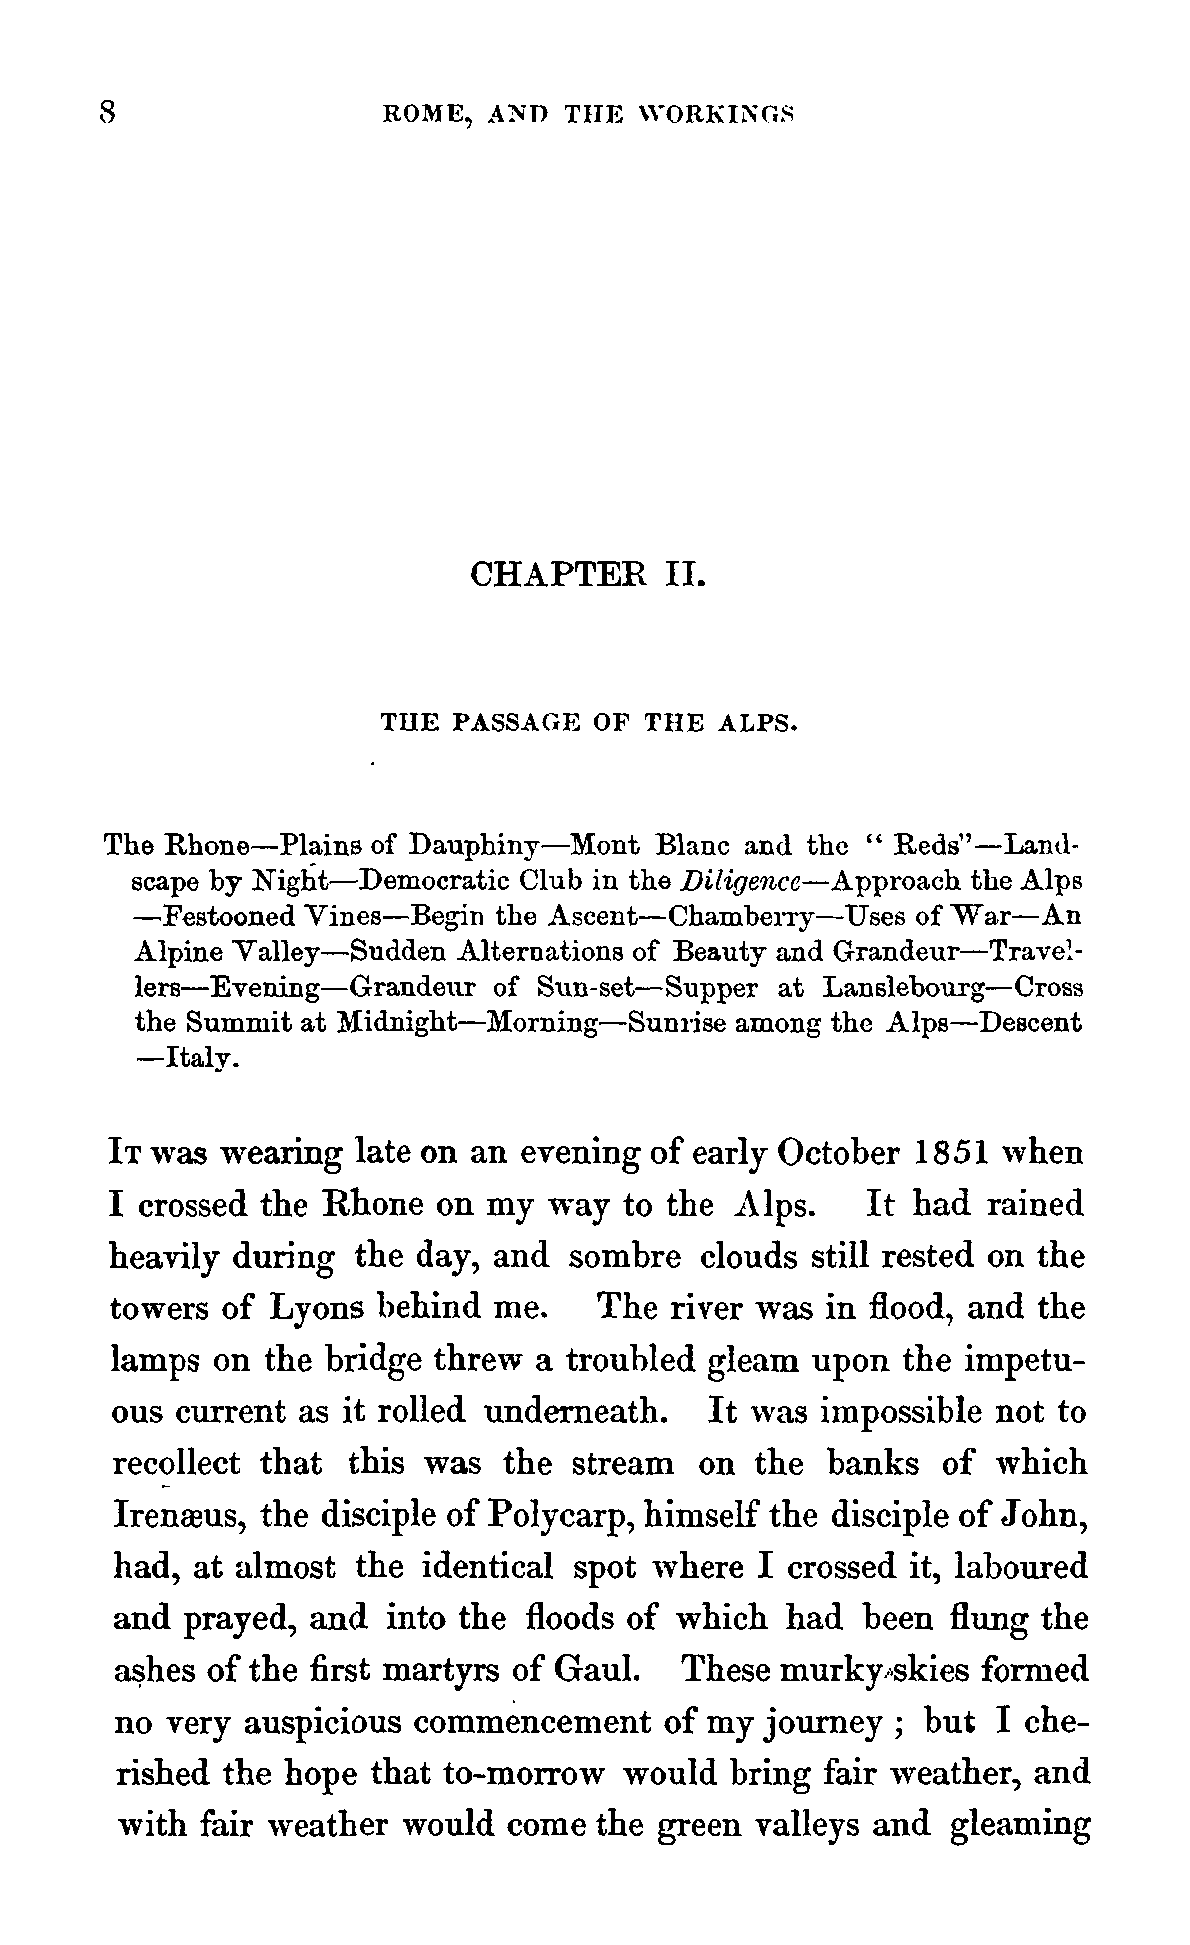 8 ROME, AND THE WORKINGS
CHAPTER II.
THE PASSAGE OF THE ALPS.
The Rhone—Plains of Dauphiny—Mont Blanc and the “ Reds”—Land-
scape by Night—Democratic Club in the Diligence—Approach the Alps
—Festooned Vines—Begin the Ascent—Chamberry—Uses of War—An
Alpine Valley—Sudden Alternations of Beauty and Grandeur—Travel-
lers—Evening—Grandeur of Sun-set—Supper at Lanslebourg—Cross
the Summit at Midnight—Morning—Sunrise among the Alps—Descent
—Italy.
IT was wearing late on an evening of early October 1851 when
I crossed the Rhone on my way to the Alps. It had rained
heavily during the day, and sombre clouds still rested on the
towers of Lyons behind me. The river was in flood, and the
lamps on the bridge threw a troubled gleam upon the impetu-
ous current as it rolled underneath. It was impossible not to
recollect that this was the stream on the banks of which
Irenæus, the disciple of Polycarp, himself the disciple of John,
had, at almost the identical spot where I crossed it, laboured
and prayed, and into the floods of which had been flung the
ashes of the first martyrs of Gaul. These murky skies formed
no very auspicious commencement of my journey ; but I che-
rished the hope that to-morrow would bring fair weather, and
with fair weather would come the green valleys and gleaming